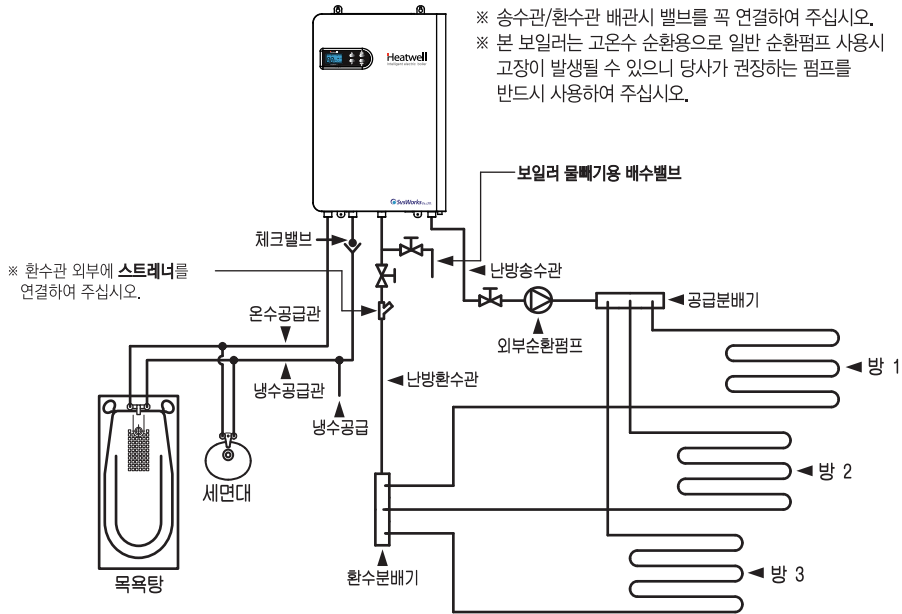 ※ 송수관/환수관 배관시 밸브를 꼭 연결하여 주십시오.
※ 본 보일러는 고온수 순환용으로 일반 순환펌프 사용시
고장이 발생될 수 있으니 당사가 권장하는 펌프를
반드시 사용하여 주십시오.
Heatwell
보일러 물빼기용 배수밸브
SysWorks
체크밸브
※ 환수관 외부에 스트레너를
연결하여 주십시오.
난방송수관
공급분배기
온수공급관
외부순환펌프
냉수공급관
난방환수관
방 1
냉수공급
방 2
세면대
환수분배기
방 3
목욕탕